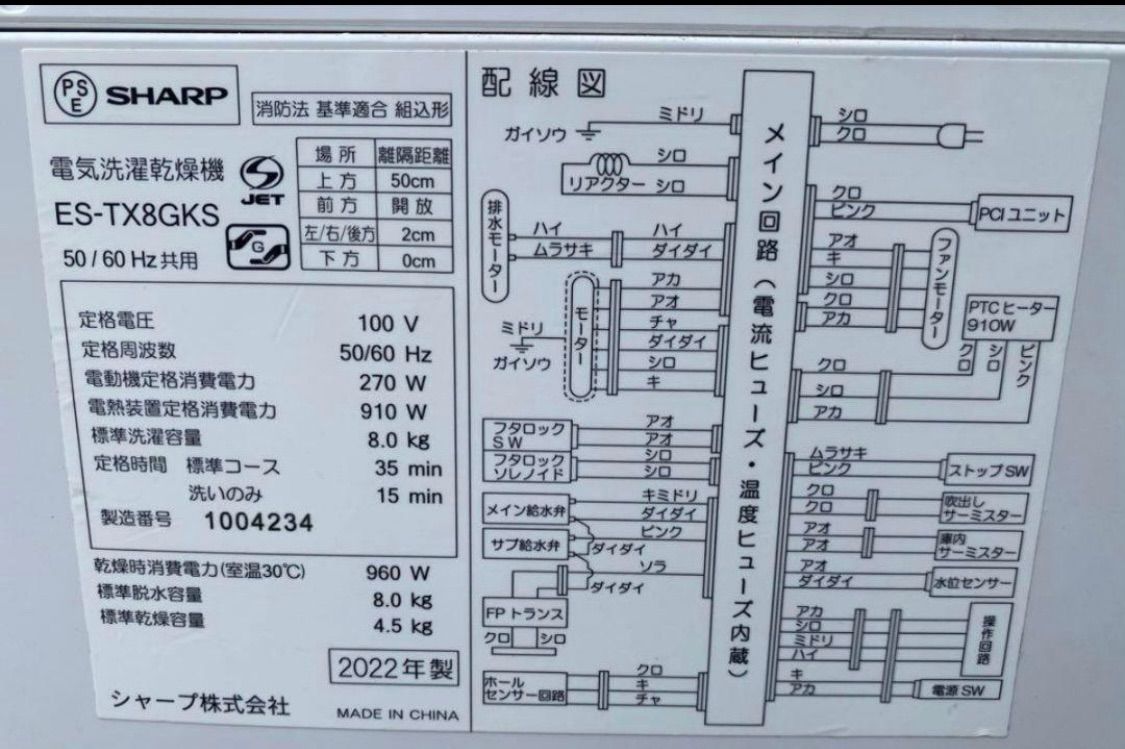 PS
E
SHARP
消防法 基準適合 組込形
電気洗濯乾燥機
JET
ES-TX8GKS
G
50/60 Hz共用
場所 離隔距離
上方 50cm
前方 開放
左/右/後方 2cm
下方 0cm
定格電圧 100 V
定格周波数 50/60 Hz
電動機定格消費電力 270 W
電熱装置定格消費電力 910 W
標準洗濯容量 8.0 kg
定格時間 標準コース 35 min
洗いのみ 15 min
製造番号 1004234
乾燥時消費電力(室温30℃) 960 W
標準脱水容量 8.0 kg
標準乾燥容量 4.5 kg
2022年製
シャープ株式会社
MADE IN CHINA
配線図
ガイソウ ミドリ
リアクター
シロ
シロ
排水モーター
ハイ ハイ
ムラサキ ダイダイ
モーター
ミドリ
ガイソウ
アカ
アオ
チャ
ダイダイ
シロ
キ
フタロック
SW
アオ
アオ
フタロック
ソレノイド
シロ
シロ
メイン給水弁
キミドリ
ダイダイ
サブ給水弁
ピンク
ダイダイ
ソラ
ダイダイ
FPトランス
クロ シロ
ホール
センサー回路
クロ
キ
チャ
メイン回路(電流ヒューズ・温度ヒューズ内蔵)
シロ
クロ
クロ
ピンク
PCIユニット
アオ
キ
シロ
クロ
アカ
ファンモーター
PTCヒーター
910W
クロ
シロ
ピンク
クロ
シロ
アカ
ムラサキ
ピンク
ストップSW
クロ
クロ
吹出し
サーミスター
アオ
アオ
庫内
サーミスター
アオ
ダイダイ
水位センサー
アカ
シロ
ミドリ
ハイ
操作回路
キ
アカ
電源SW